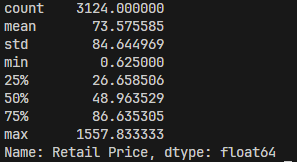 count    3124.000000
mean       73.575585
std        84.644969
min         0.625000
25%        26.658506
50%        48.963529
75%        86.635305
max      1557.833333
Name: Retail Price, dtype: float64